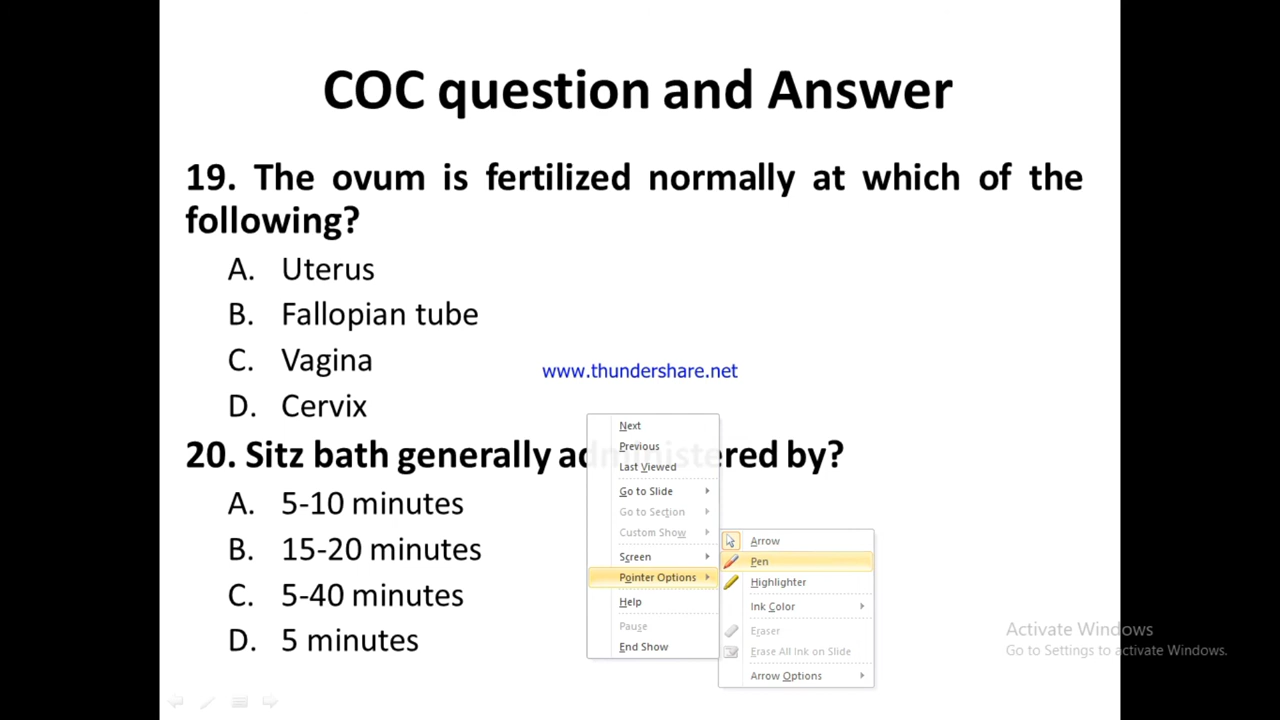 COC question and Answer
19. The ovum is fertilized normally at which of the
following?
A. Uterus
B. Fallopian tube
C. Vagina
D. Cervix
www.thundershare.net
20. Sitz bath generally administered by?
A. 5-10 minutes
B. 15-20 minutes
C. 5-40 minutes
D. 5 minutes
Next
Previous
Last Viewed
Go to Slide
Go to Section
Custom Show
Screen
Pointer Options
Help
Pause
End Show
Arrow
Pen
Highlighter
Ink Color
Eraser
Erase All Ink on Slide
Arrow Options
Activate Windows
Go to Settings to activate Windows.